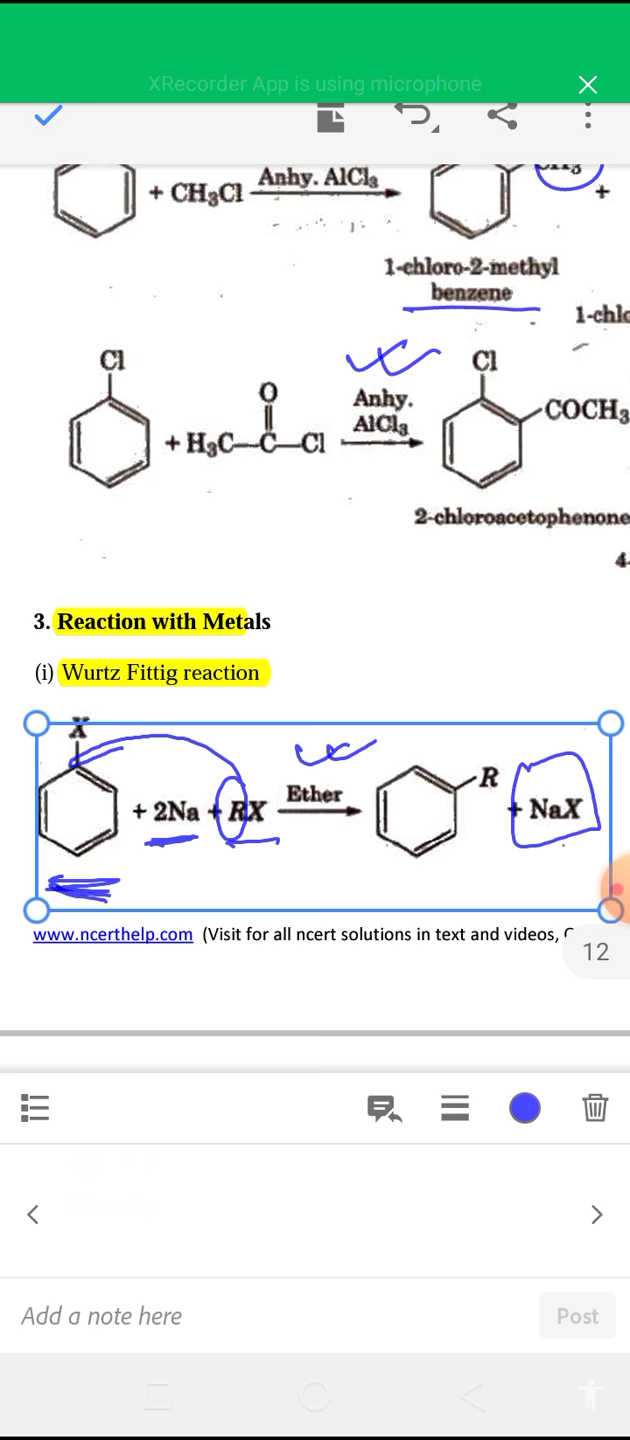 XRecorder App is using microphone
+ CH₃Cl Anhy. AlCl₃ +
1-chloro-2-methyl
benzene
Cl O Cl
Anhy.
AlCl₃ COCH₃
+ H₃C—C—Cl
2-chloroacetophenone
3. Reaction with Metals
(i) Wurtz Fittig reaction
X
+ 2Na + RX Ether R + NaX
www.ncerthelp.com (Visit for all ncert solutions in text and videos,
12
Add a note here
Post